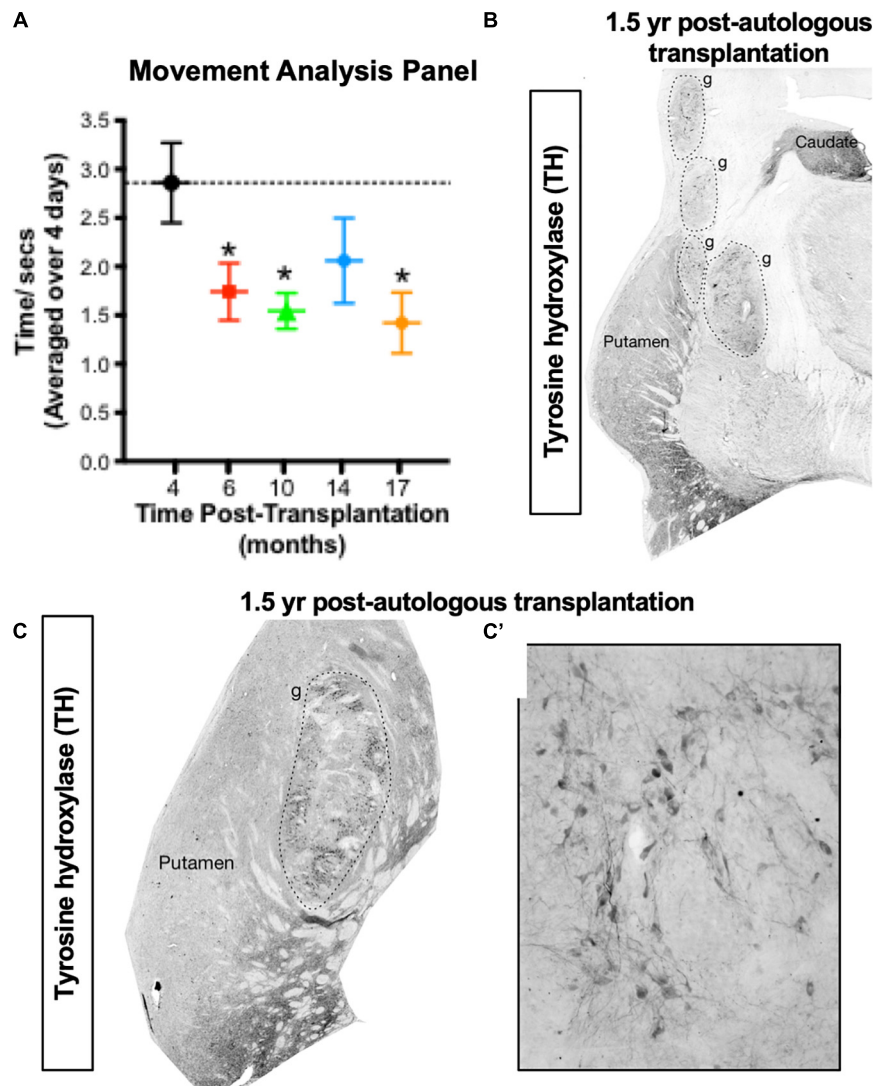 A
Movement Analysis Panel
Time/ secs
(Averaged over 4 days)
3.5
3.0
2.5
2.0
1.5
1.0
0.5
0.0
*
*
*
4 6 10 14 17
Time Post-Transplantation
(months)
B
1.5 yr post-autologous
transplantation
Tyrosine hydroxylase (TH)
g
Caudate
g
g
g
Putamen
1.5 yr post-autologous transplantation
C
Tyrosine hydroxylase (TH)
g
Putamen
C’